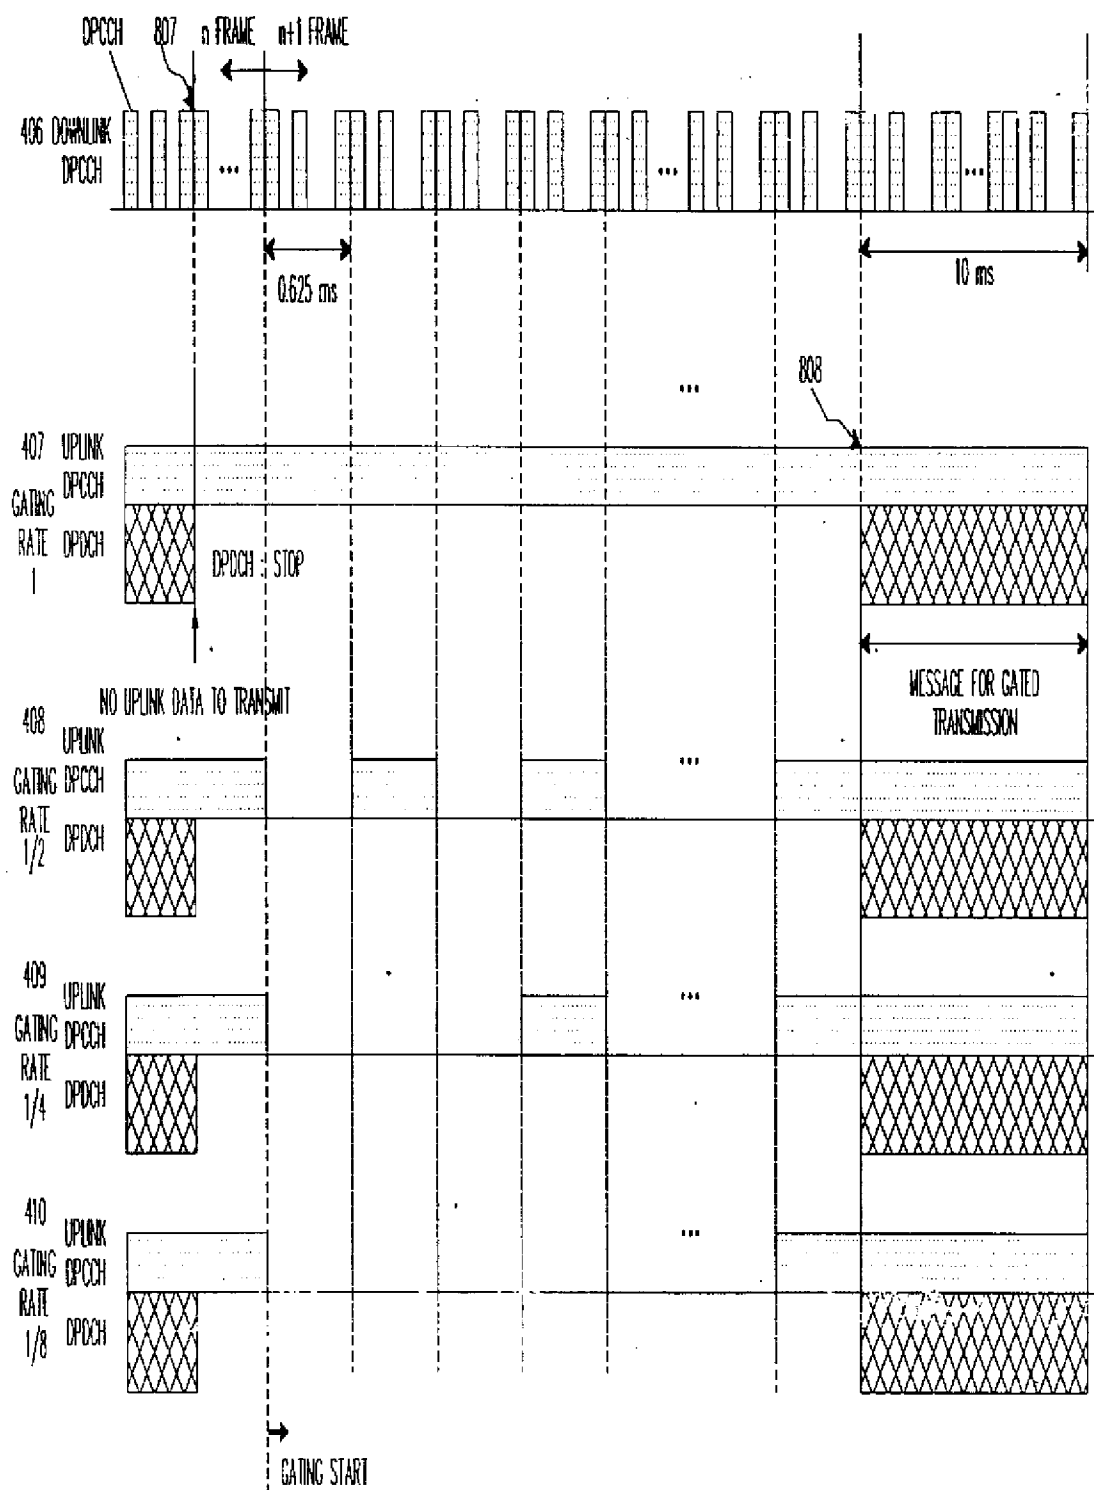 DPCCH 807 n FRAME n+1 FRAME
406 DOWNLINK
DPCCH
...
...
...
0.625 ms
10 ms
...
808
407 UPLINK
DPCCH
GATING
RATE DPDCH
1
DPDCH : STOP
NO UPLINK DATA TO TRANSMIT
MESSAGE FOR GATED
TRANSMISSION
408
UPLINK
GATING DPCCH
RATE
1/2 DPDCH
...
409
UPLINK
GATING DPCCH
RATE
1/4 DPDCH
...
410
UPLINK
GATING DPCCH
RATE
1/8 DPDCH
...
GATING START